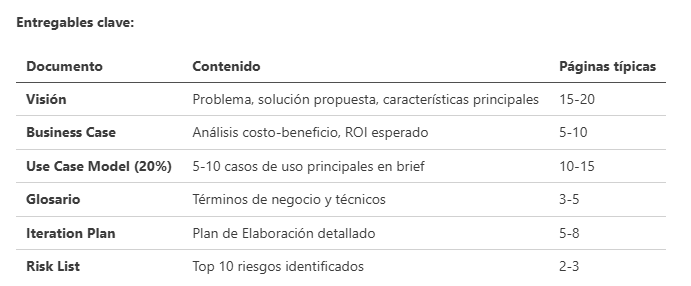 Entregables clave:
Documento Contenido Páginas típicas
Visión Problema, solución propuesta, características principales 15-20
Business Case Análisis costo-beneficio, ROI esperado 5-10
Use Case Model (20%) 5-10 casos de uso principales en brief 10-15
Glosario Términos de negocio y técnicos 3-5
Iteration Plan Plan de Elaboración detallado 5-8
Risk List Top 10 riesgos identificados 2-3